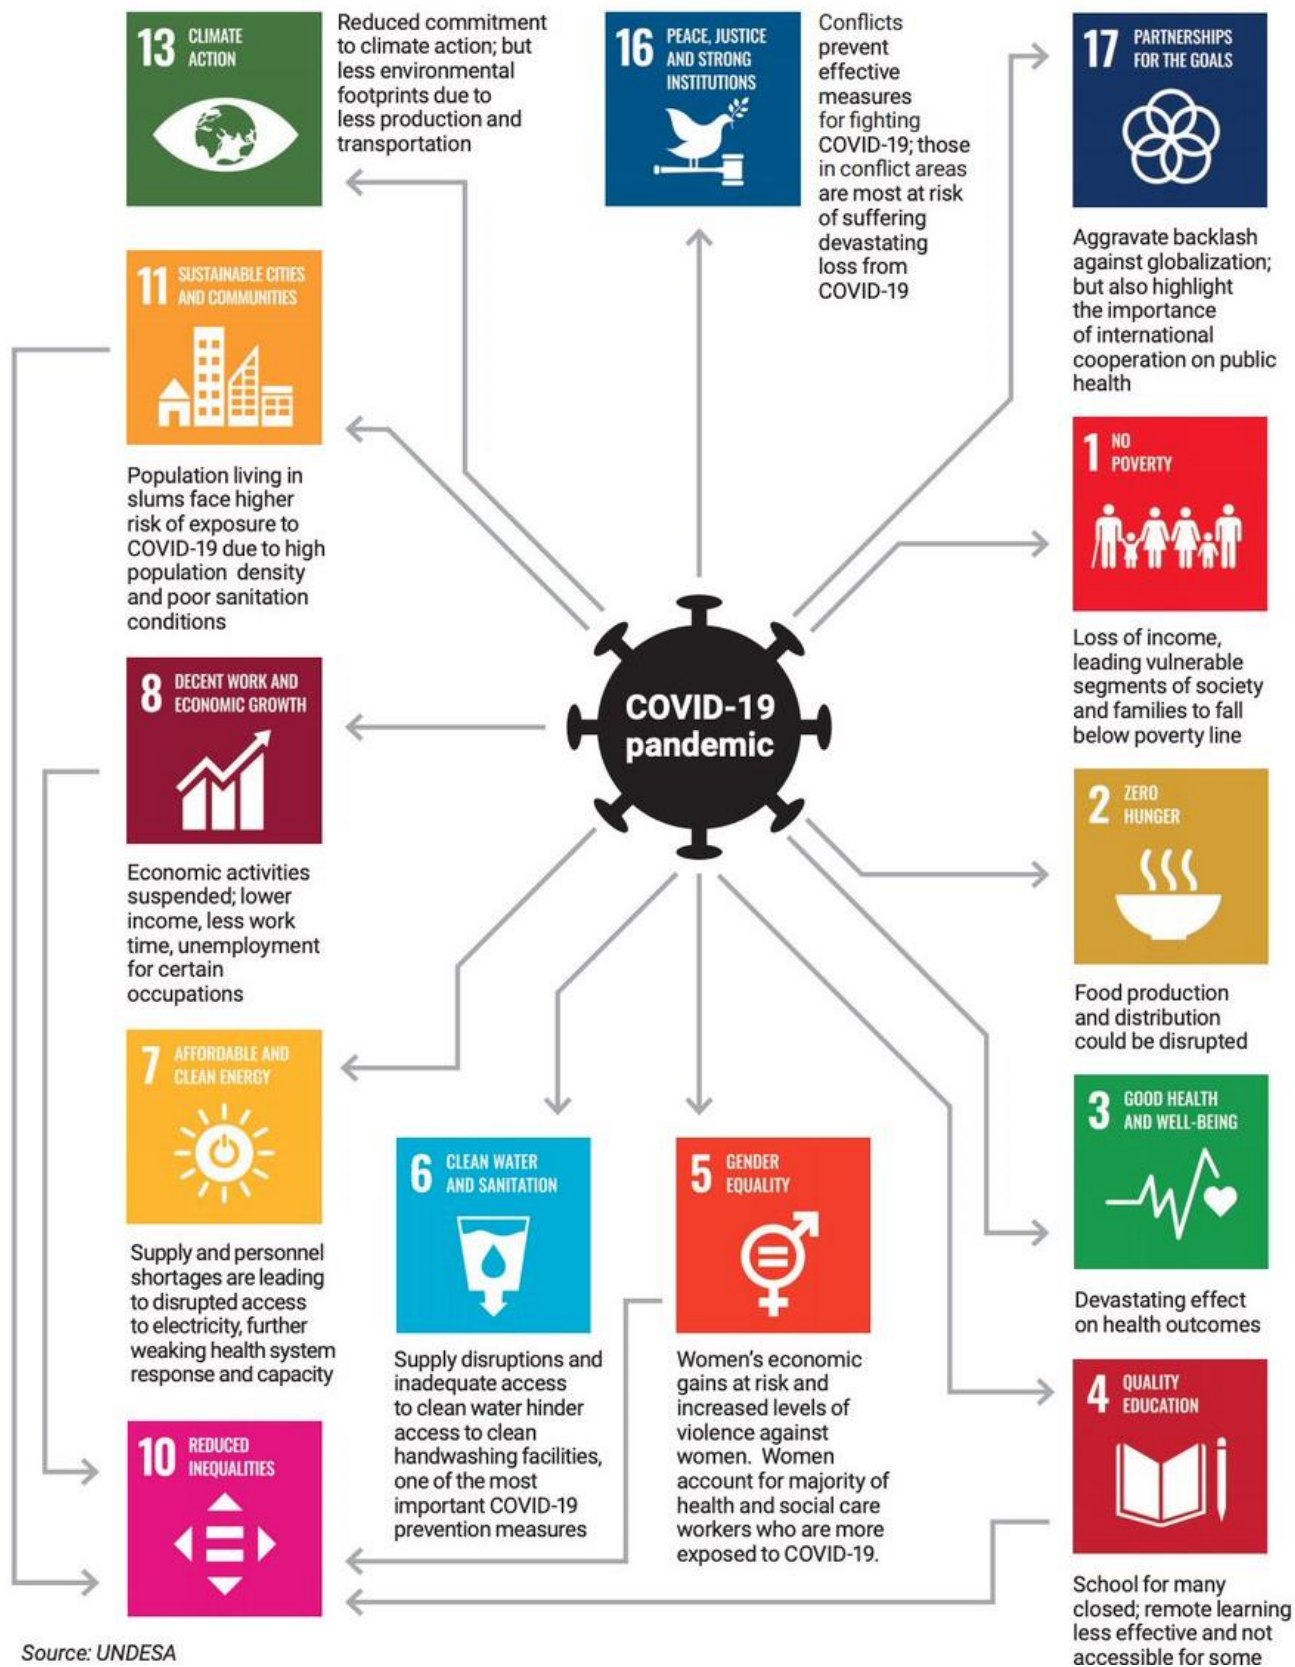 13 CLIMATE
ACTION
Reduced commitment
to climate action; but
less environmental
footprints due to
less production and
transportation
16 PEACE, JUSTICE
AND STRONG
INSTITUTIONS
Conflicts
prevent
effective
measures
for fighting
COVID-19; those
in conflict areas
are most at risk
of suffering
devastating
loss from
COVID-19
17 PARTNERSHIPS
FOR THE GOALS
Aggravate backlash
against globalization;
but also highlight
the importance
of international
cooperation on public
health
11 SUSTAINABLE CITIES
AND COMMUNITIES
Population living in
slums face higher
risk of exposure to
COVID-19 due to high
population density
and poor sanitation
conditions
1 NO
POVERTY
Loss of income,
leading vulnerable
segments of society
and families to fall
below poverty line
8 DECENT WORK AND
ECONOMIC GROWTH
Economic activities
suspended; lower
income, less work
time, unemployment
for certain
occupations
COVID-19
pandemic
2 ZERO
HUNGER
Food production
and distribution
could be disrupted
7 AFFORDABLE AND
CLEAN ENERGY
Supply and personnel
shortages are leading
to disrupted access
to electricity, further
weaking health system
response and capacity
6 CLEAN WATER
AND SANITATION
Supply disruptions and
inadequate access
to clean water hinder
access to clean
handwashing facilities,
one of the most
important COVID-19
prevention measures
5 GENDER
EQUALITY
Women's economic
gains at risk and
increased levels of
violence against
women. Women
account for majority of
health and social care
workers who are more
exposed to COVID-19.
3 GOOD HEALTH
AND WELL-BEING
Devastating effect
on health outcomes
4 QUALITY
EDUCATION
School for many
closed; remote learning
less effective and not
accessible for some
10 REDUCED
INEQUALITIES
Source: UNDESA